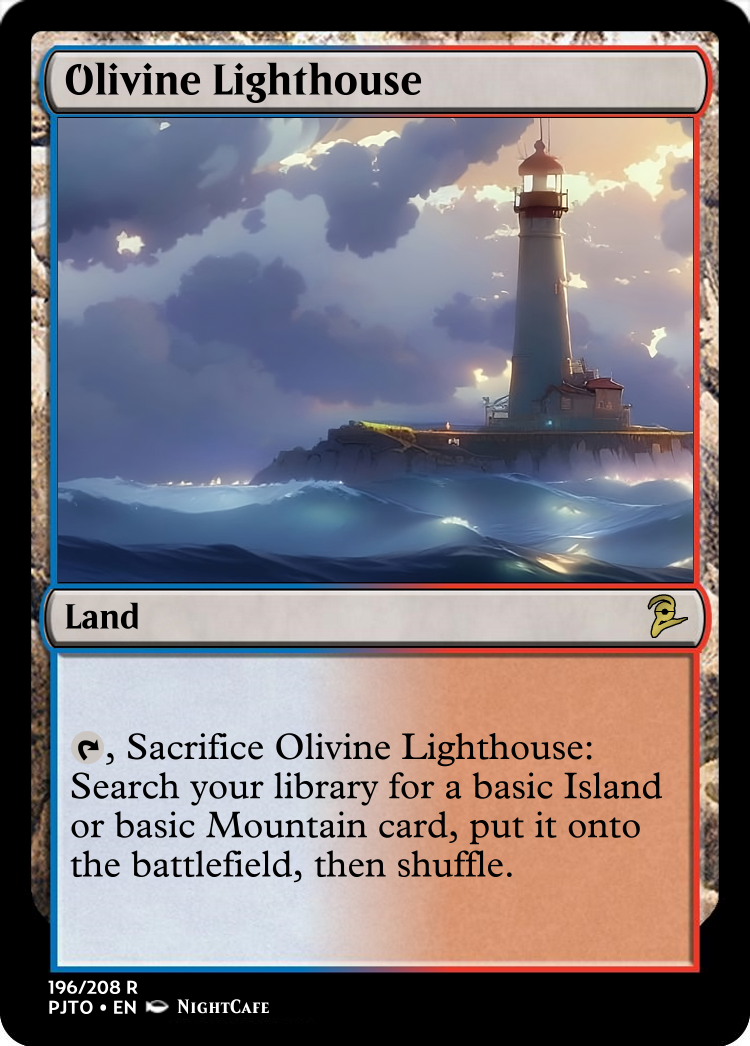 Olivine Lighthouse
Land
, Sacrifice Olivine Lighthouse:
Search your library for a basic Island
or basic Mountain card, put it onto
the battlefield, then shuffle.
196/208 R
PJTO • EN NightCafe